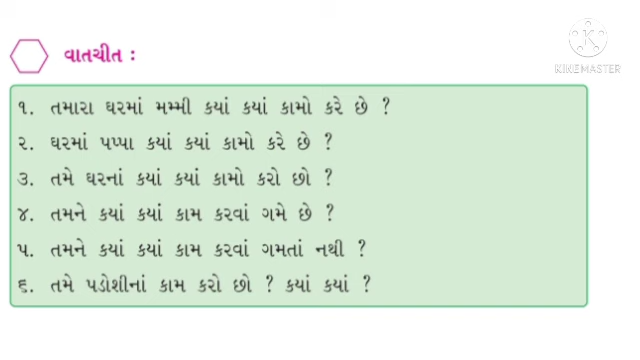 KINEMASTER
વાતચીત :
૧. તમારા ઘરમાં મમ્મી કયાં કયાં કામો કરે છે ?
૨. ઘરમાં પપ્પા કયાં કયાં કામો કરે છે ?
૩. તમે ઘરનાં કયાં કયાં કામો કરો છો ?
૪. તમને કયાં કયાં કામ કરવાં ગમે છે ?
૫. તમને કયાં કયાં કામ કરવાં ગમતાં નથી ?
૬. તમે પડોશીનાં કામ કરો છો ? કયાં કયાં ?